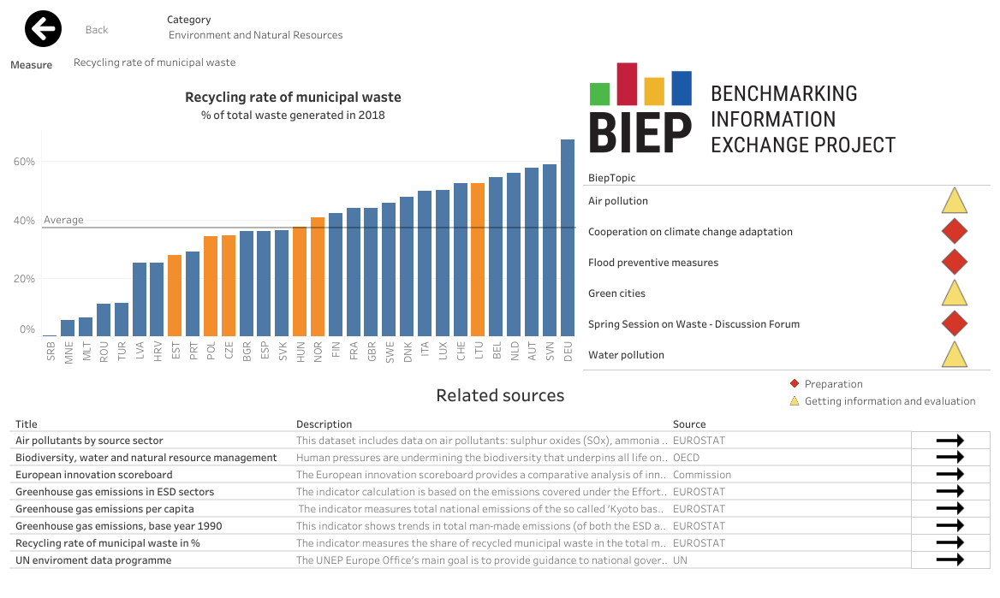 Back
Category
Environment and Natural Resources
Measure Recycling rate of municipal waste
Recycling rate of municipal waste
% of total waste generated in 2018
60%
40%
20%
0%
Average
SRB MNE MLT ROU TUR LVA HRV EST PRT POL CZE BGR ESP SVK HUN NOR FIN FRA GBR SWE DNK ITA LUX CHE LTU BEL NLD AUT SVN DEU
BIEP
BENCHMARKING
INFORMATION
EXCHANGE PROJECT
BiepTopic
Air pollution
Cooperation on climate change adaptation
Flood preventive measures
Green cities
Spring Session on Waste - Discussion Forum
Water pollution
Preparation
Getting information and evaluation
Related sources
Title Description Source
Air pollutants by source sector This dataset includes data on air pollutants: sulphur oxides (SOx), ammonia .. EUROSTAT
Biodiversity, water and natural resource management Human pressures are undermining the biodiversity that underpins all life on.. OECD
European innovation scoreboard The European innovation scoreboard provides a comparative analysis of inn.. Commission
Greenhouse gas emissions in ESD sectors The indicator calculation is based on the emissions covered under the Effort.. EUROSTAT
Greenhouse gas emissions per capita The indicator measures total national emissions of the so called ‘Kyoto bas.. EUROSTAT
Greenhouse gas emissions, base year 1990 This indicator shows trends in total man-made emissions (of both the ESD a.. EUROSTAT
Recycling rate of municipal waste in % The indicator measures the share of recycled municipal waste in the total m.. EUROSTAT
UN enviroment data programme The UNEP Europe Office’s main goal is to provide guidance to national gover.. UN